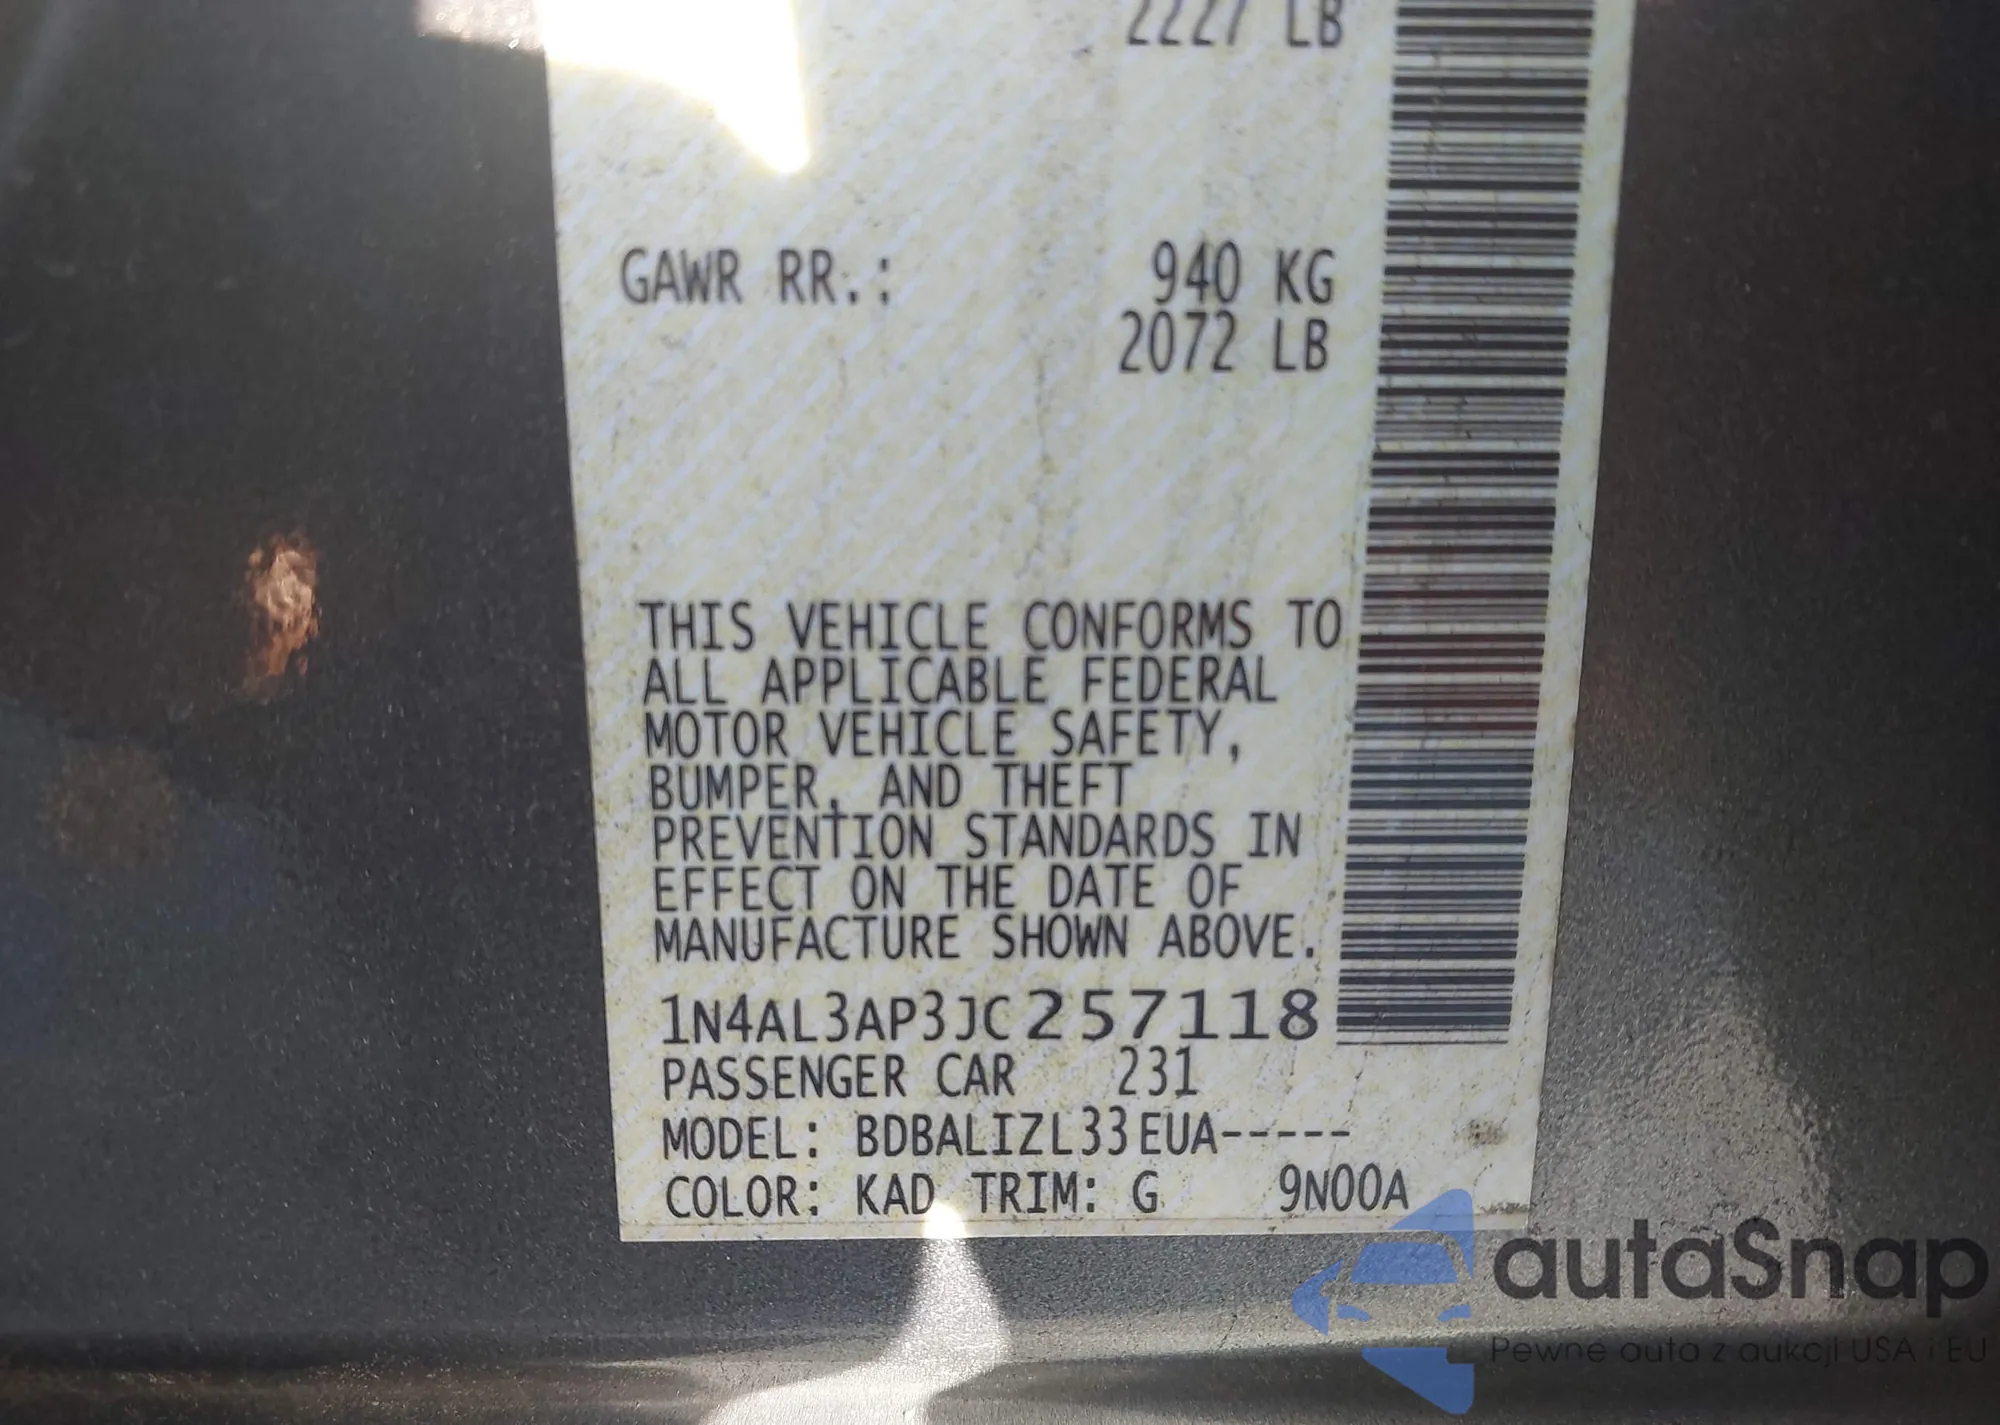 2227 LB
GAWR RR.: 940 KG
2072 LB
THIS VEHICLE CONFORMS TO
ALL APPLICABLE FEDERAL
MOTOR VEHICLE SAFETY,
BUMPER, AND THEFT
PREVENTION STANDARDS IN
EFFECT ON THE DATE OF
MANUFACTURE SHOWN ABOVE.
1N4AL3AP3JC257118
PASSENGER CAR 231
MODEL: BDBALIZL33EUA-----
COLOR: KAD TRIM: G 9N00A
autaSnap
Pewne auta z aukcji USA i EU